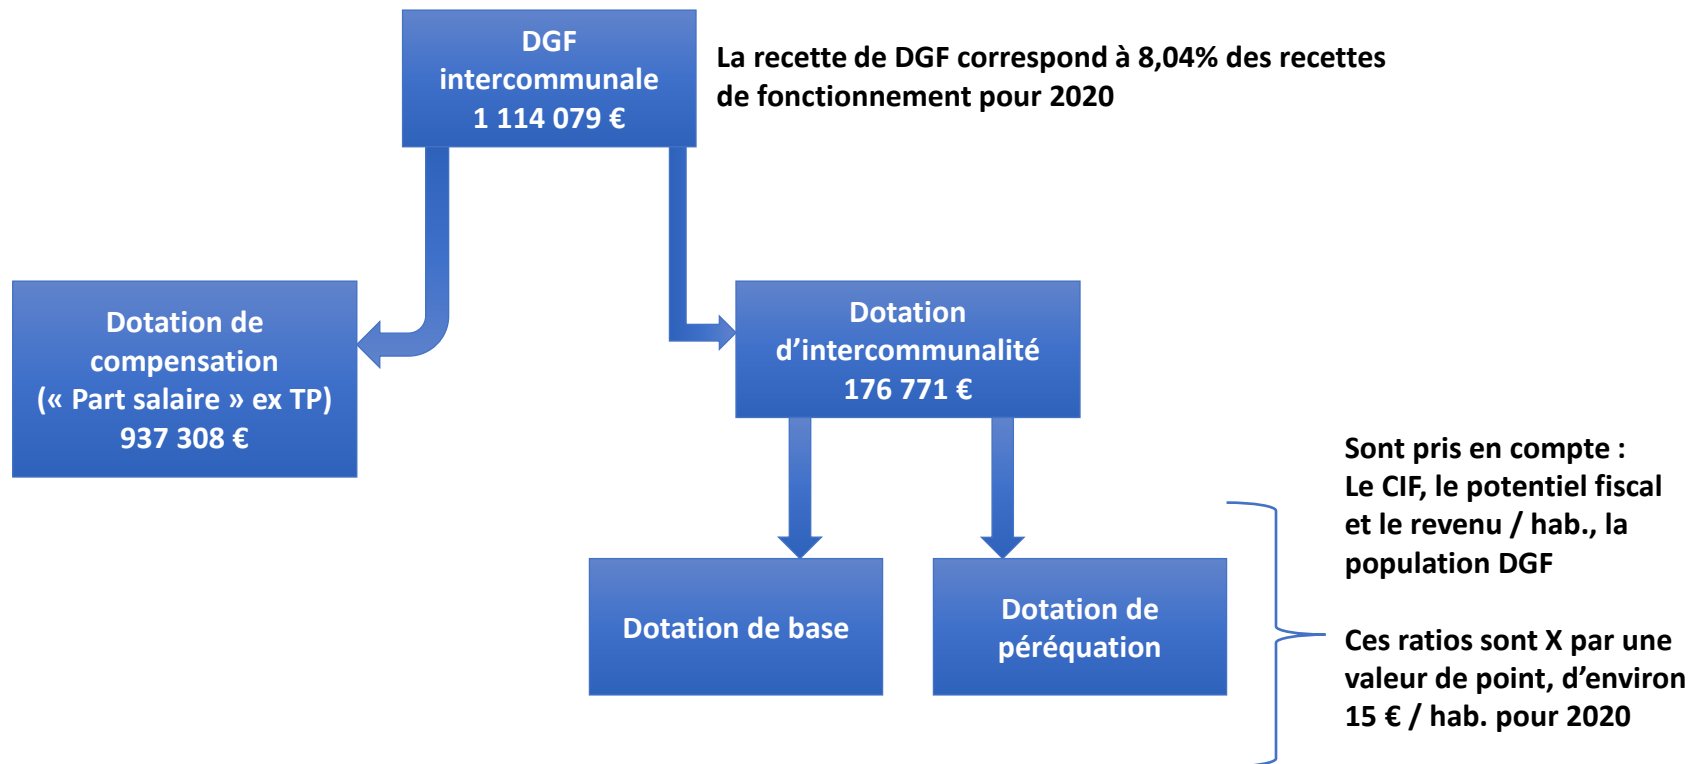 DGF
intercommunale
1 114 079 €
La recette de DGF correspond à 8,04% des recettes
de fonctionnement pour 2020
Dotation de
compensation
(« Part salaire » ex TP)
937 308 €
Dotation
d’intercommunalité
176 771 €
Dotation de base
Dotation de
péréquation
Sont pris en compte :
Le CIF, le potentiel fiscal
et le revenu / hab., la
population DGF
Ces ratios sont X par une
valeur de point, d’environ
15 € / hab. pour 2020